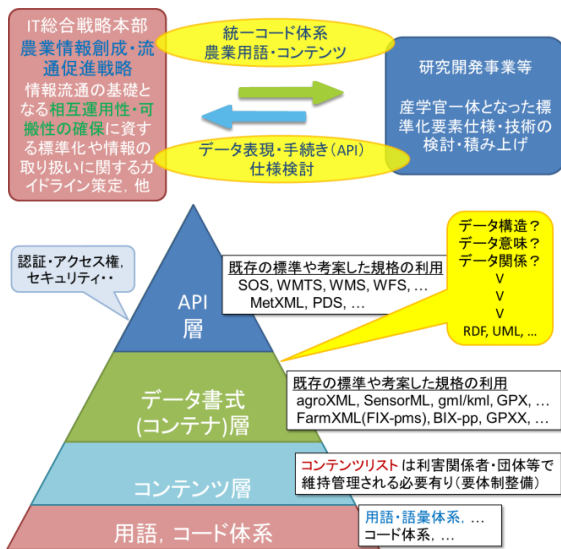 IT総合戦略本部
農業情報創成・流
通促進戦略
情報流通の基礎と
なる相互運用性・可
搬性の確保に資す
る標準化や情報の
取り扱いに関するガ
イドライン策定，他
統一コード体系
農業用語・コンテンツ
データ表現・手続き（API）
仕様検討
研究開発事業等
産学官一体となった標
準化要素仕様・技術の
検討・積み上げ
認証・アクセス権，
セキュリティ・・
API
層
既存の標準や考案した規格の利用
SOS, WMTS, WMS, WFS, …
MetXML, PDS, …
データ構造？
データ意味？
データ関係？
V
V
V
RDF, UML, …
データ書式
（コンテナ）層
既存の標準や考案した規格の利用
agroXML, SensorML, gml/kml, GPX, …
FarmXML(FIX-pms), BIX-pp, GPXX, …
コンテンツ層
コンテンツリスト は利害関係者・団体等で
維持管理される必要有り（要体制整備）
用語，コード体系
用語・語彙体系，…
コード体系，…